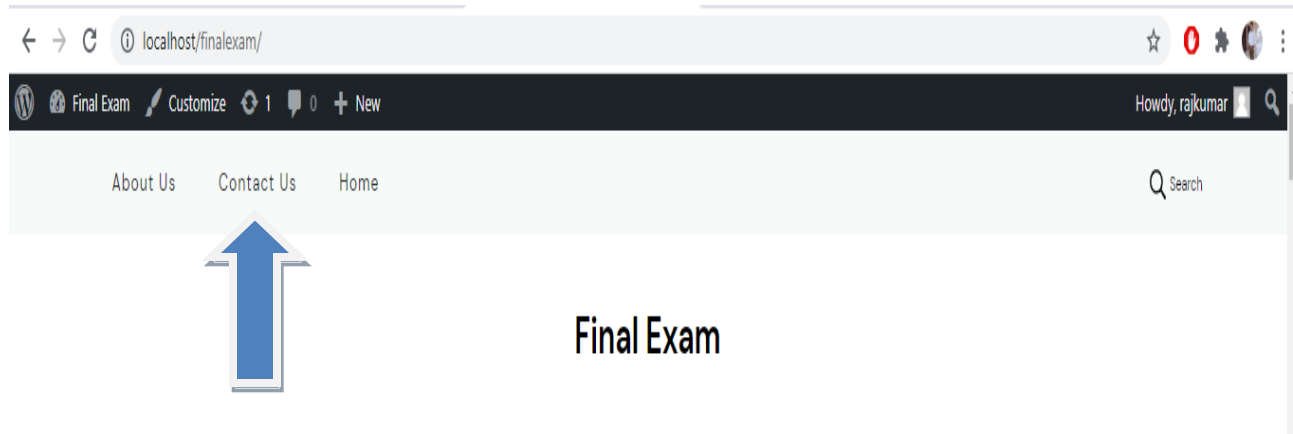 localhost/finalexam/
Final Exam Customize 1 0 + New Howdy, rajkumar
About Us Contact Us Home Search
Final Exam